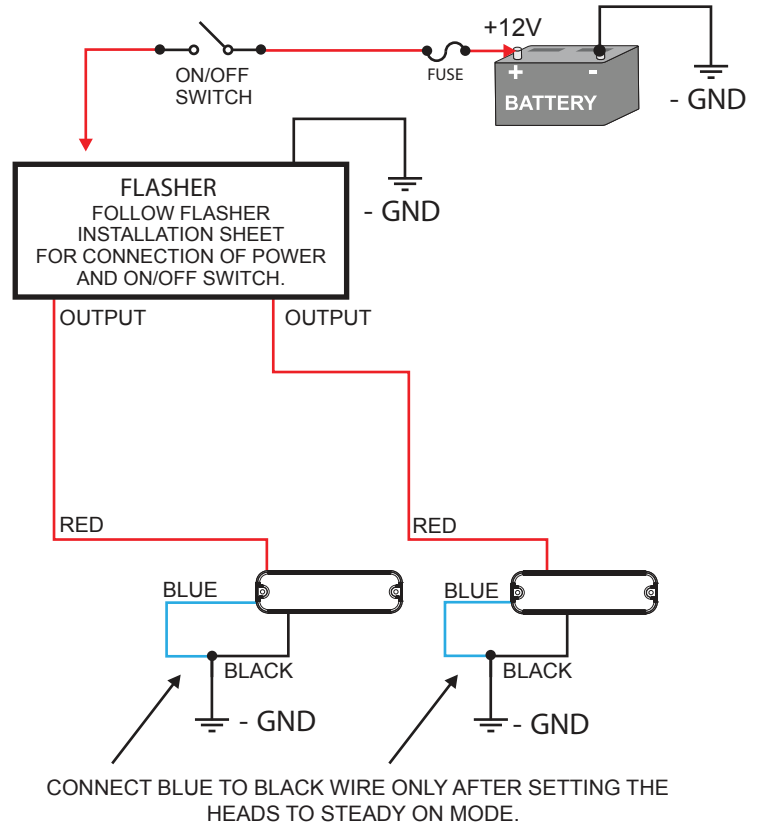 +12V
ON/OFF
SWITCH
FUSE
+ -
BATTERY
- GND
FLASHER
FOLLOW FLASHER
INSTALLATION SHEET
FOR CONNECTION OF POWER
AND ON/OFF SWITCH.
- GND
OUTPUT
OUTPUT
RED
RED
BLUE
BLUE
BLACK
BLACK
- GND
- GND
CONNECT BLUE TO BLACK WIRE ONLY AFTER SETTING THE
HEADS TO STEADY ON MODE.